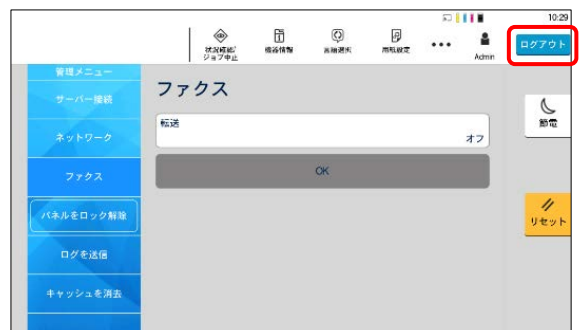 10:29
状況確認/
ジョブ中止
機器情報
言語選択
用紙設定
•••
Admin
ログアウト
管理メニュー
サーバー接続
ネットワーク
ファクス
パネルをロック解除
ログを送信
キャッシュを消去
ファクス
転送
オフ
OK
節電
リセット